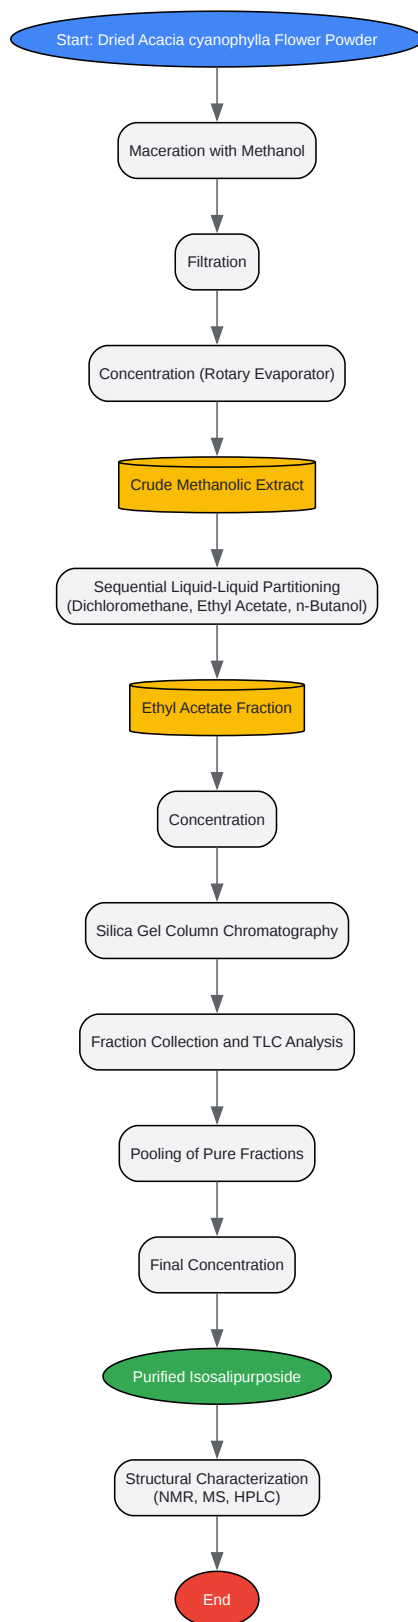 Start: Dried Acacia cyanophylla Flower Powder
Maceration with Methanol
Filtration
Concentration (Rotary Evaporator)
Crude Methanolic Extract
Sequential Liquid-Liquid Partitioning
(Dichloromethane, Ethyl Acetate, n-Butanol)
Ethyl Acetate Fraction
Concentration
Silica Gel Column Chromatography
Fraction Collection and TLC Analysis
Pooling of Pure Fractions
Final Concentration
Purified Isosalipurposide
Structural Characterization
(NMR, MS, HPLC)
End